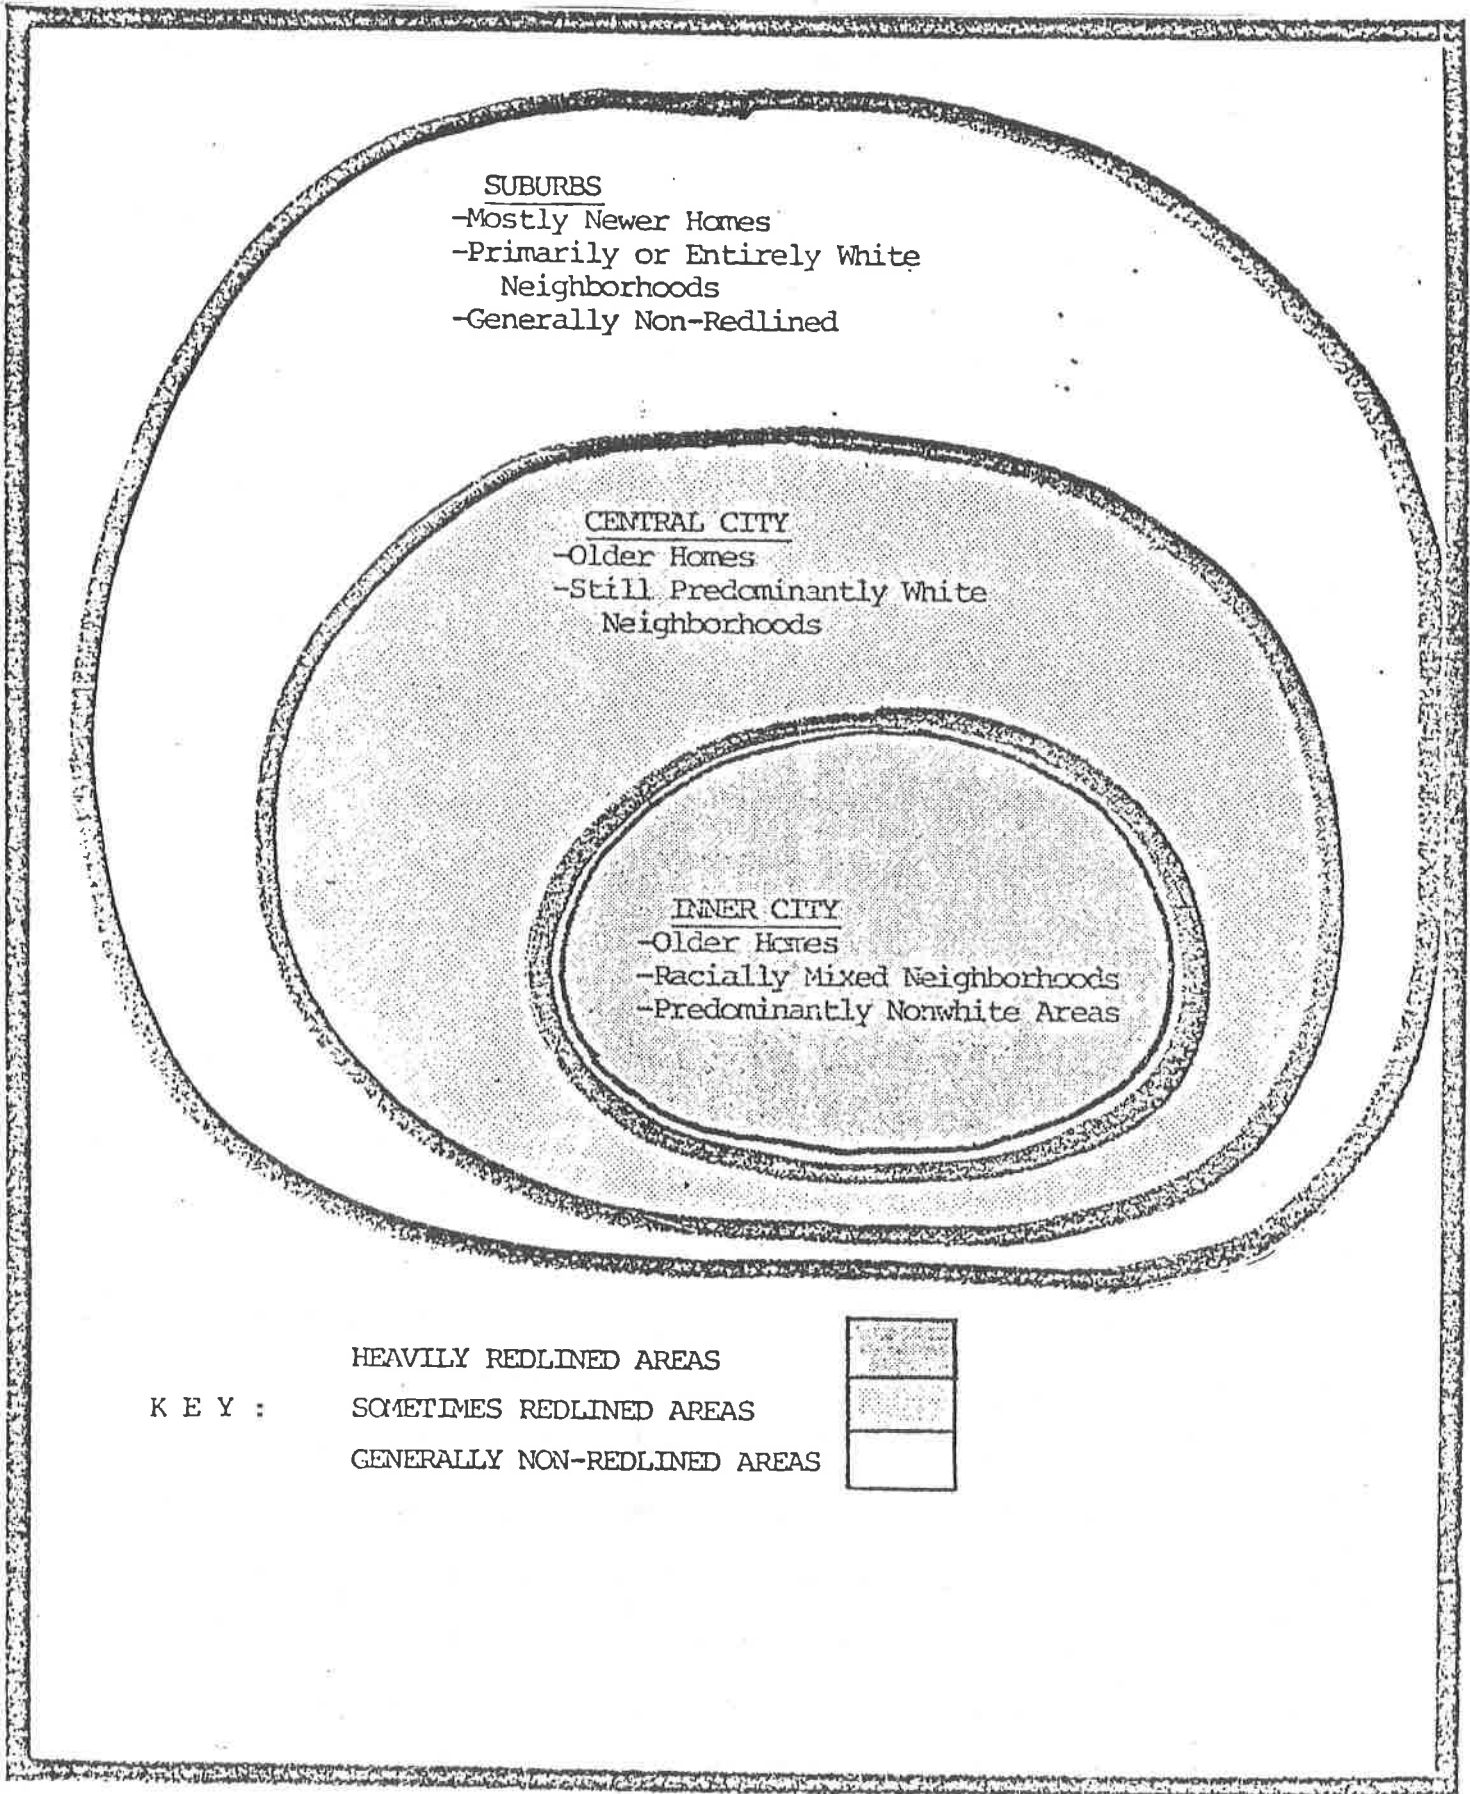 SUBURBS
-Mostly Newer Homes
-Primarily or Entirely White
Neighborhoods
-Generally Non-Redlined
CENTRAL CITY
-Older Homes
-Still Predominantly White
Neighborhoods
INNER CITY
-Older Homes
-Racially Mixed Neighborhoods
-Predominantly Nonwhite Areas
HEAVILY REDLINED AREAS
K E Y : SOMETIMES REDLINED AREAS
GENERALLY NON-REDLINED AREAS